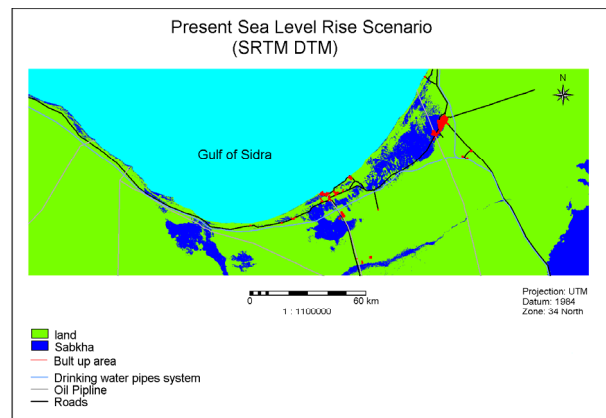 Present Sea Level Rise Scenario
(SRTM DTM)
N
Gulf of Sidra
0 60 km
1 : 1100000
Projection: UTM
Datum: 1984
Zone: 34 North
land
Sabkha
Bult up area
Drinking water pipes system
Oil Pipline
Roads